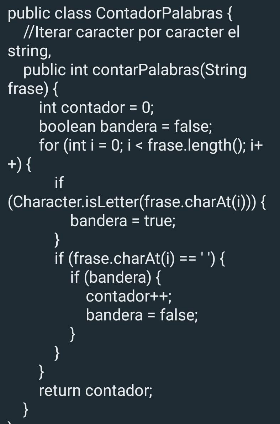 public class ContadorPalabras {
//Iterar caracter por caracter el
string,
public int contarPalabras(String
frase) {
int contador = 0;
boolean bandera = false;
for (int i = 0; i < frase.length(); i+
+) {
if
(Character.isLetter(frase.charAt(i))) {
bandera = true;
}
if (frase.charAt(i) == ' ') {
if (bandera) {
contador++;
bandera = false;
}
}
}
return contador;
}